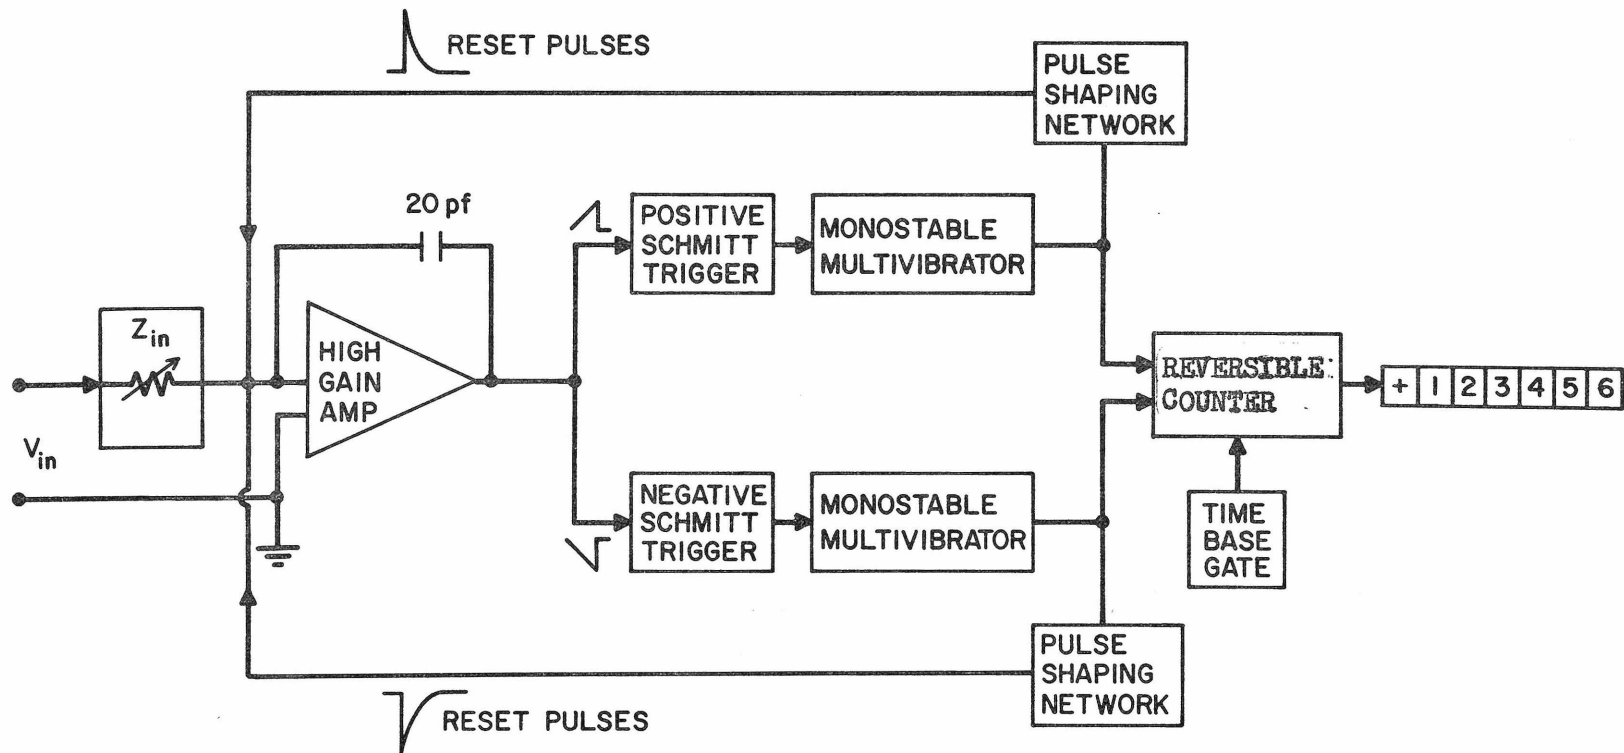 RESET PULSES
PULSE
SHAPING
NETWORK
20 pf
POSITIVE
SCHMITT
TRIGGER
MONOSTABLE
MULTIVIBRATOR
Zin
HIGH
GAIN
AMP
REVERSIBLE
COUNTER
+ 1 2 3 4 5 6
Vin
NEGATIVE
SCHMITT
TRIGGER
MONOSTABLE
MULTIVIBRATOR
TIME
BASE
GATE
PULSE
SHAPING
NETWORK
RESET PULSES